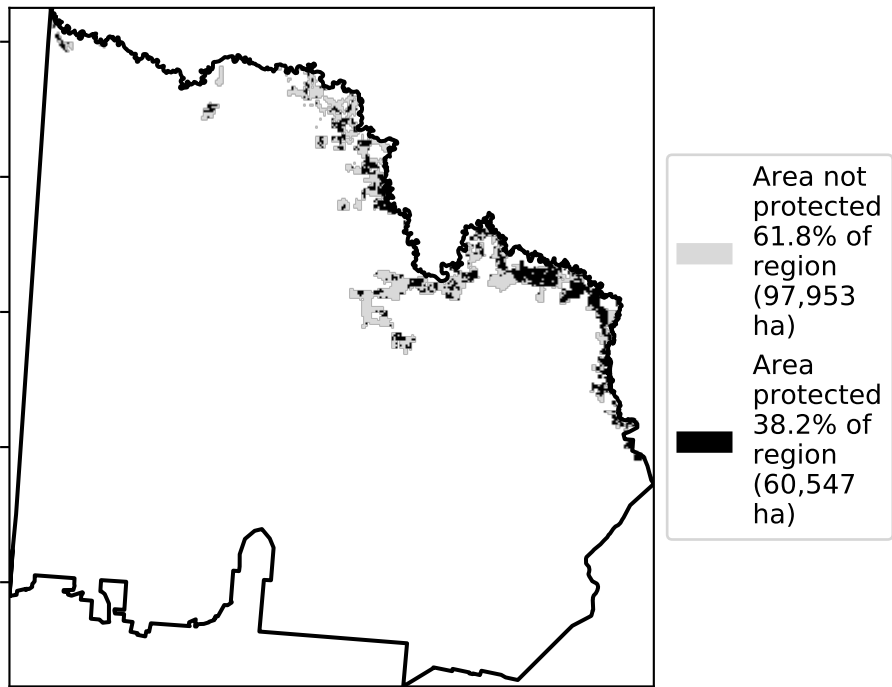 Area not
protected
61.8% of
region
(97,953
ha)
Area
protected
38.2% of
region
(60,547
ha)